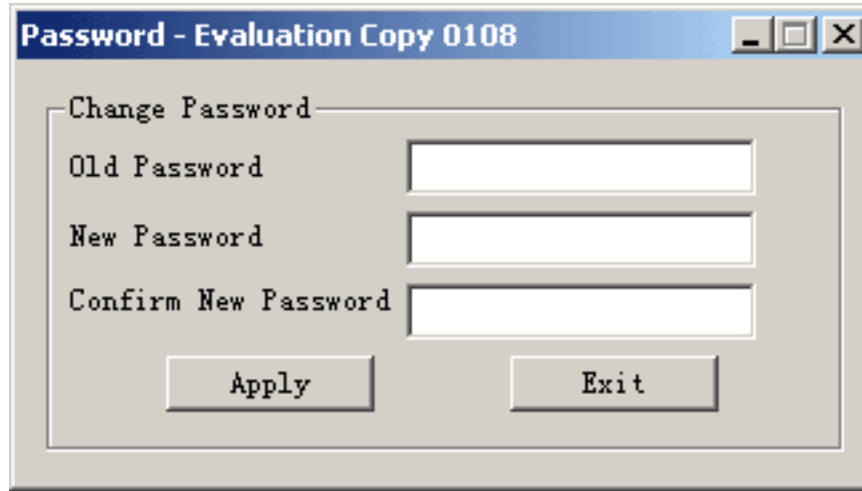 Password - Evaluation Copy 0108
Change Password
Old Password
New Password
Confirm New Password
Apply
Exit